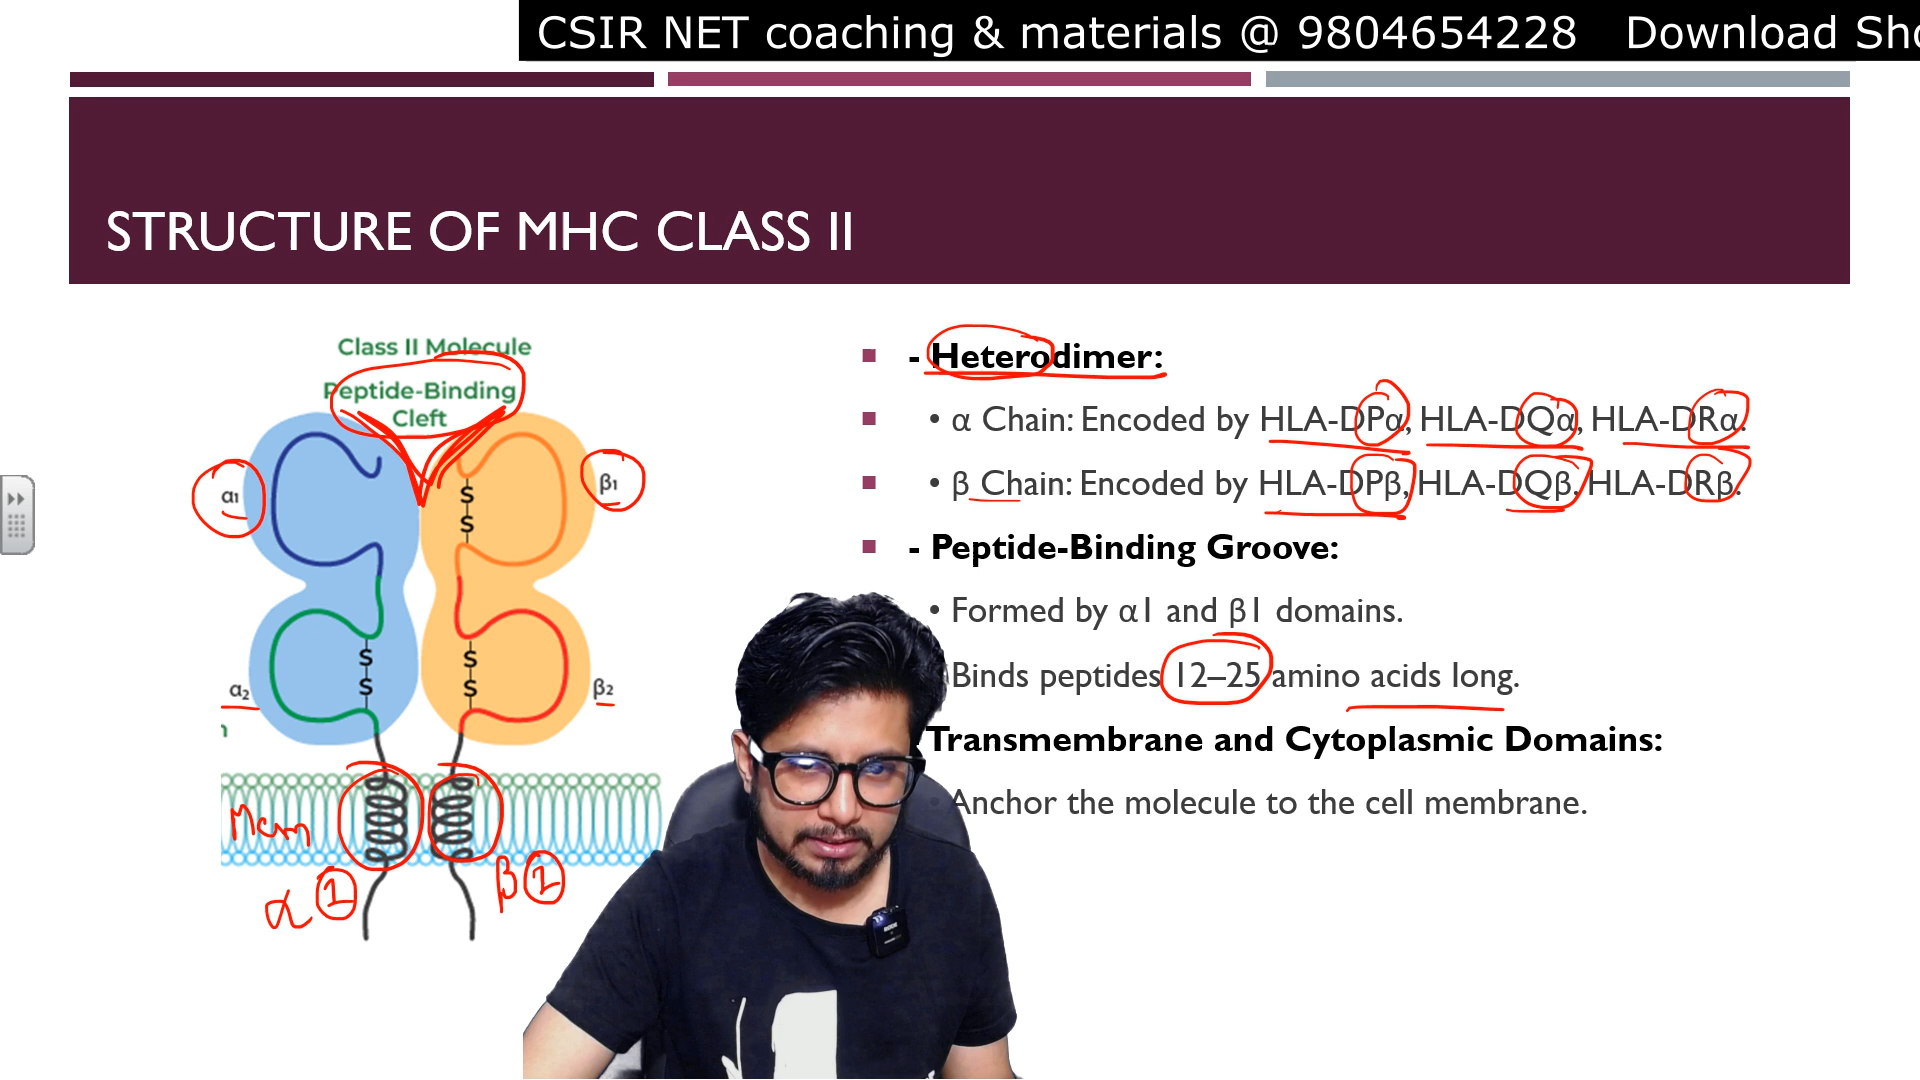 CSIR NET coaching & materials @ 9804654228 Download Sho
STRUCTURE OF MHC CLASS II
Class II Molecule
Peptide-Binding
Cleft
α1
β1
S
S
α2
S
S
S
S
β2
Mem
α 1
β 1
- Heterodimer:
• α Chain: Encoded by HLA-DPα, HLA-DQα, HLA-DRα.
• β Chain: Encoded by HLA-DPβ, HLA-DQβ, HLA-DRβ.
- Peptide-Binding Groove:
• Formed by α1 and β1 domains.
Binds peptides 12–25 amino acids long.
Transmembrane and Cytoplasmic Domains:
• Anchor the molecule to the cell membrane.